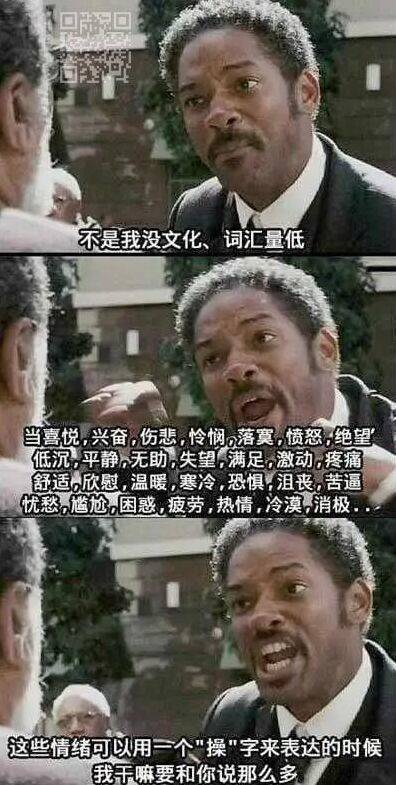 不是我没文化、词汇量低
当喜悦,兴奋,伤悲,怜悯,落寞,愤怒,绝望
低沉,平静,无助,失望,满足,激动,疼痛
舒适,欣慰,温暖,寒冷,恐惧,沮丧,苦逼
忧愁,尴尬,困惑,疲劳,热情,冷漠,消极...
这些情绪可以用一个"操"字来表达的时候
我干嘛要和你说那么多